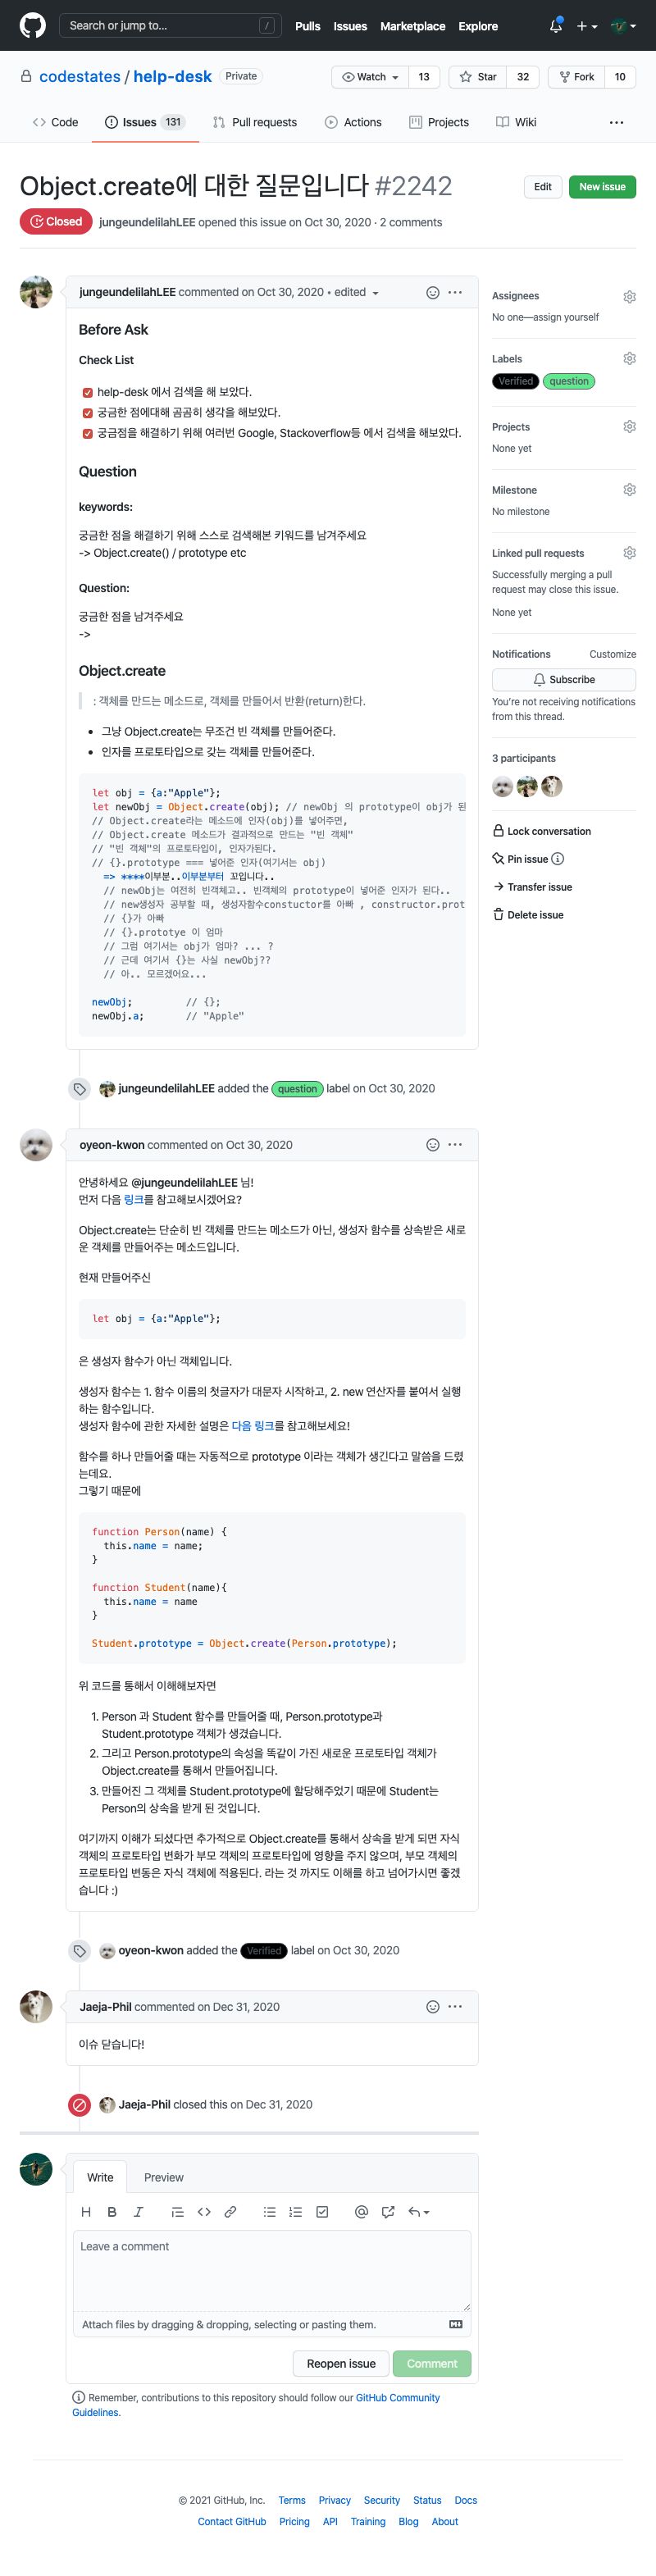 Search or jump to...
/
Pulls Issues Marketplace Explore
codestates / help-desk Private
Watch 13 Star 32 Fork 10
Code Issues 131 Pull requests Actions Projects Wiki
Object.create에 대한 질문입니다 #2242
Edit New issue
Closed jungeundelilahLEE opened this issue on Oct 30, 2020 · 2 comments
jungeundelilahLEE commented on Oct 30, 2020 • edited
Before Ask
Check List
help-desk 에서 검색을 해 보았다.
궁금한 점에대해 곰곰히 생각을 해보았다.
궁금점을 해결하기 위해 여러번 Google, Stackoverflow등 에서 검색을 해보았다.
Question
keywords:
궁금한 점을 해결하기 위해 스스로 검색해본 키워드를 남겨주세요
-> Object.create() / prototype etc
Question:
궁금한 점을 남겨주세요
->
Object.create
: 객체를 만드는 메소드로, 객체를 만들어서 반환(return)한다.
그냥 Object.create는 무조건 빈 객체를 만들어준다.
인자를 프로토타입으로 갖는 객체를 만들어준다.
let obj = {a:"Apple"};
let newObj = Object.create(obj); // newObj 의 prototype이 obj가 된
// Object.create라는 메소드에 인자(obj)를 넣어주면,
// Object.create 메소드가 결과적으로 만드는 "빈 객체"
// "빈 객체"의 프로토타입이, 인자가된다.
// {}.prototype === 넣어준 인자(여기서는 obj)
=> ****이부분..이부분부터 꼬입니다..
// newObj는 여전히 빈객체고.. 빈객체의 prototype이 넣어준 인자가 된다..
// new생성자 공부할 때, 생성자함수constuctor를 아빠 , constructor.prot
// {}가 아빠
// {}.prototye 이 엄마
// 그럼 여기서는 obj가 엄마? ... ?
// 근데 여기서 {}는 사실 newObj??
// 아.. 모르겠어요...
newObj; // {};
newObj.a; // "Apple"
jungeundelilahLEE added the question label on Oct 30, 2020
oyeon-kwon commented on Oct 30, 2020
안녕하세요 @jungeundelilahLEE 님!
먼저 다음 링크를 참고해보시겠어요?
Object.create는 단순히 빈 객체를 만드는 메소드가 아닌, 생성자 함수를 상속받은 새로
운 객체를 만들어주는 메소드입니다.
현재 만들어주신
let obj = {a:"Apple"};
은 생성자 함수가 아닌 객체입니다.
생성자 함수는 1. 함수 이름의 첫글자가 대문자 시작하고, 2. new 연산자를 붙여서 실행
하는 함수입니다.
생성자 함수에 관한 자세한 설명은 다음 링크를 참고해보세요!
함수를 하나 만들어줄 때는 자동적으로 prototype 이라는 객체가 생긴다고 말씀을 드렸
는데요.
그렇기 때문에
function Person(name) {
this.name = name;
}
function Student(name){
this.name = name
}
Student.prototype = Object.create(Person.prototype);
위 코드를 통해서 이해해보자면
1. Person 과 Student 함수를 만들어줄 때, Person.prototype과
Student.prototype 객체가 생겼습니다.
2. 그리고 Person.prototype의 속성을 똑같이 가진 새로운 프로토타입 객체가
Object.create를 통해서 만들어집니다.
3. 만들어진 그 객체를 Student.prototype에 할당해주었기 때문에 Student는
Person의 상속을 받게 된 것입니다.
여기까지 이해가 되셨다면 추가적으로 Object.create를 통해서 상속을 받게 되면 자식
객체의 프로토타입 변화가 부모 객체의 프로토타입에 영향을 주지 않으며, 부모 객체의
프로토타입 변동은 자식 객체에 적용된다. 라는 것 까지도 이해를 하고 넘어가시면 좋겠
습니다 :)
oyeon-kwon added the Verified label on Oct 30, 2020
Jaeja-Phil commented on Dec 31, 2020
이슈 닫습니다!
Jaeja-Phil closed this on Dec 31, 2020
Write Preview
Leave a comment
Attach files by dragging & dropping, selecting or pasting them.
Reopen issue Comment
Remember, contributions to this repository should follow our GitHub Community
Guidelines.
Assignees
No one—assign yourself
Labels
Verified question
Projects
None yet
Milestone
No milestone
Linked pull requests
Successfully merging a pull
request may close this issue.
None yet
Notifications Customize
Subscribe
You're not receiving notifications
from this thread.
3 participants
Lock conversation
Pin issue
Transfer issue
Delete issue
© 2021 GitHub, Inc. Terms Privacy Security Status Docs
Contact GitHub Pricing API Training Blog About